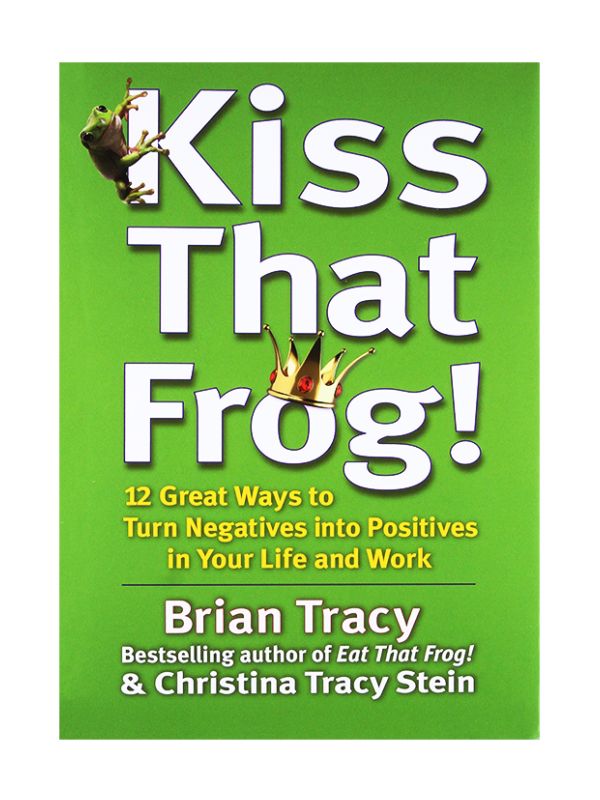 Kiss
That
Frog!
12 Great Ways to
Turn Negatives into Positives
in Your Life and Work
Brian Tracy
Bestselling author of Eat That Frog!
& Christina Tracy Stein